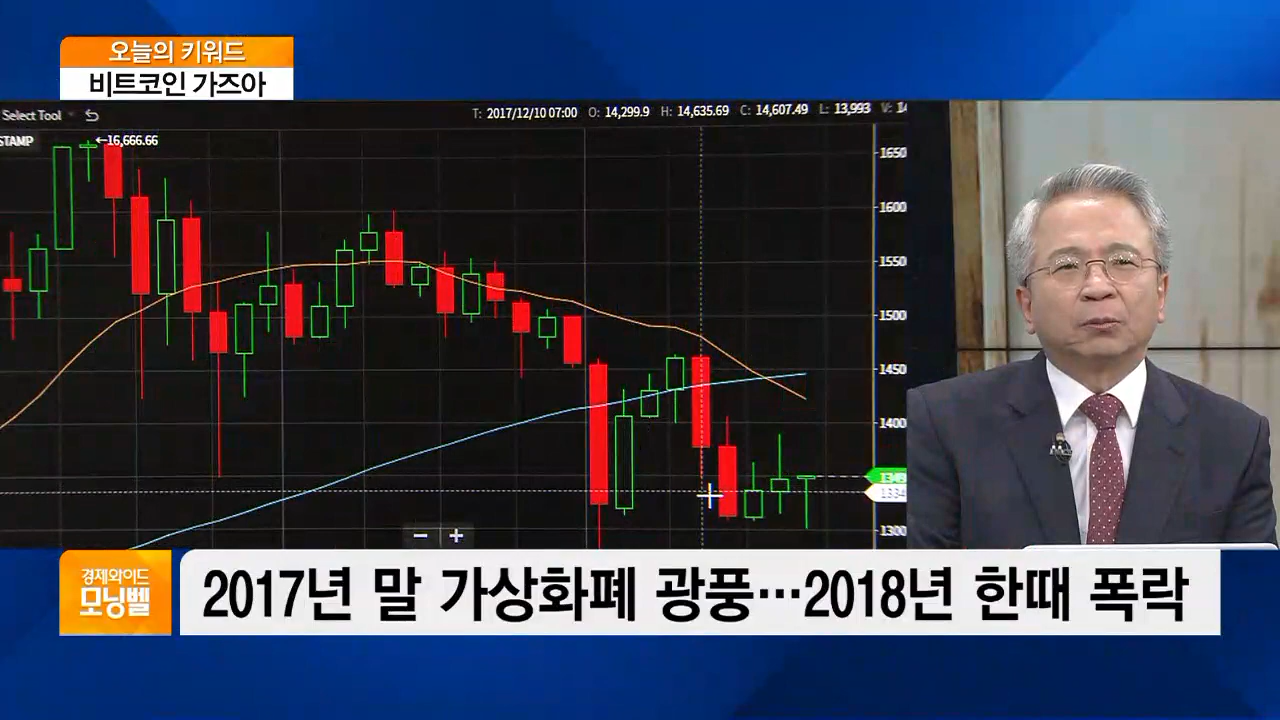 오늘의 키워드
비트코인 가즈아
Select Tool T: 2017/12/10 07:00 O: 14,299.9 H: 14,635.69 C: 14,607.49 L: 13,993 V: 14
STAMP ←16,666.66
1650
1600
1550
1500
1450
1400
1334
1300
경제와이드
모닝벨
2017년 말 가상화폐 광풍…2018년 한때 폭락